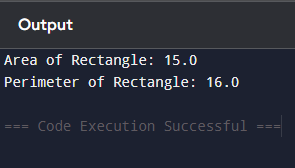 Output
Area of Rectangle: 15.0
Perimeter of Rectangle: 16.0
=== Code Execution Successful ===